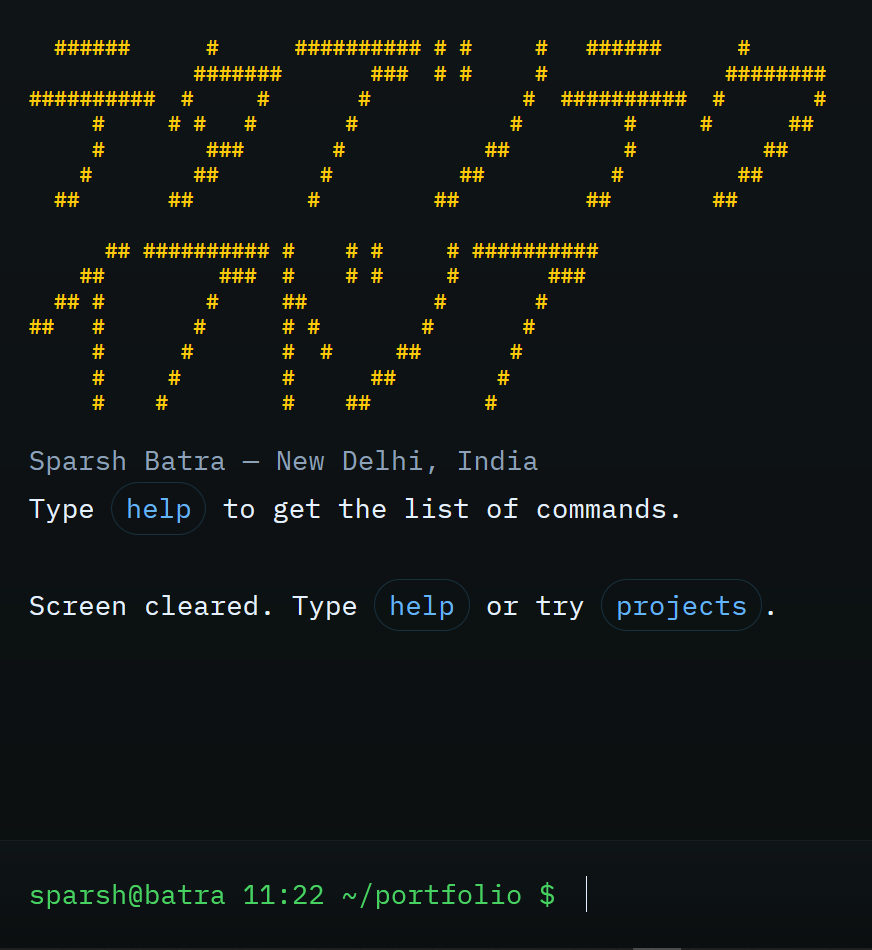 Sparsh Batra — New Delhi, India
Type help to get the list of commands.
Screen cleared. Type help or try projects.
sparsh@batra 11:22 ~/portfolio $